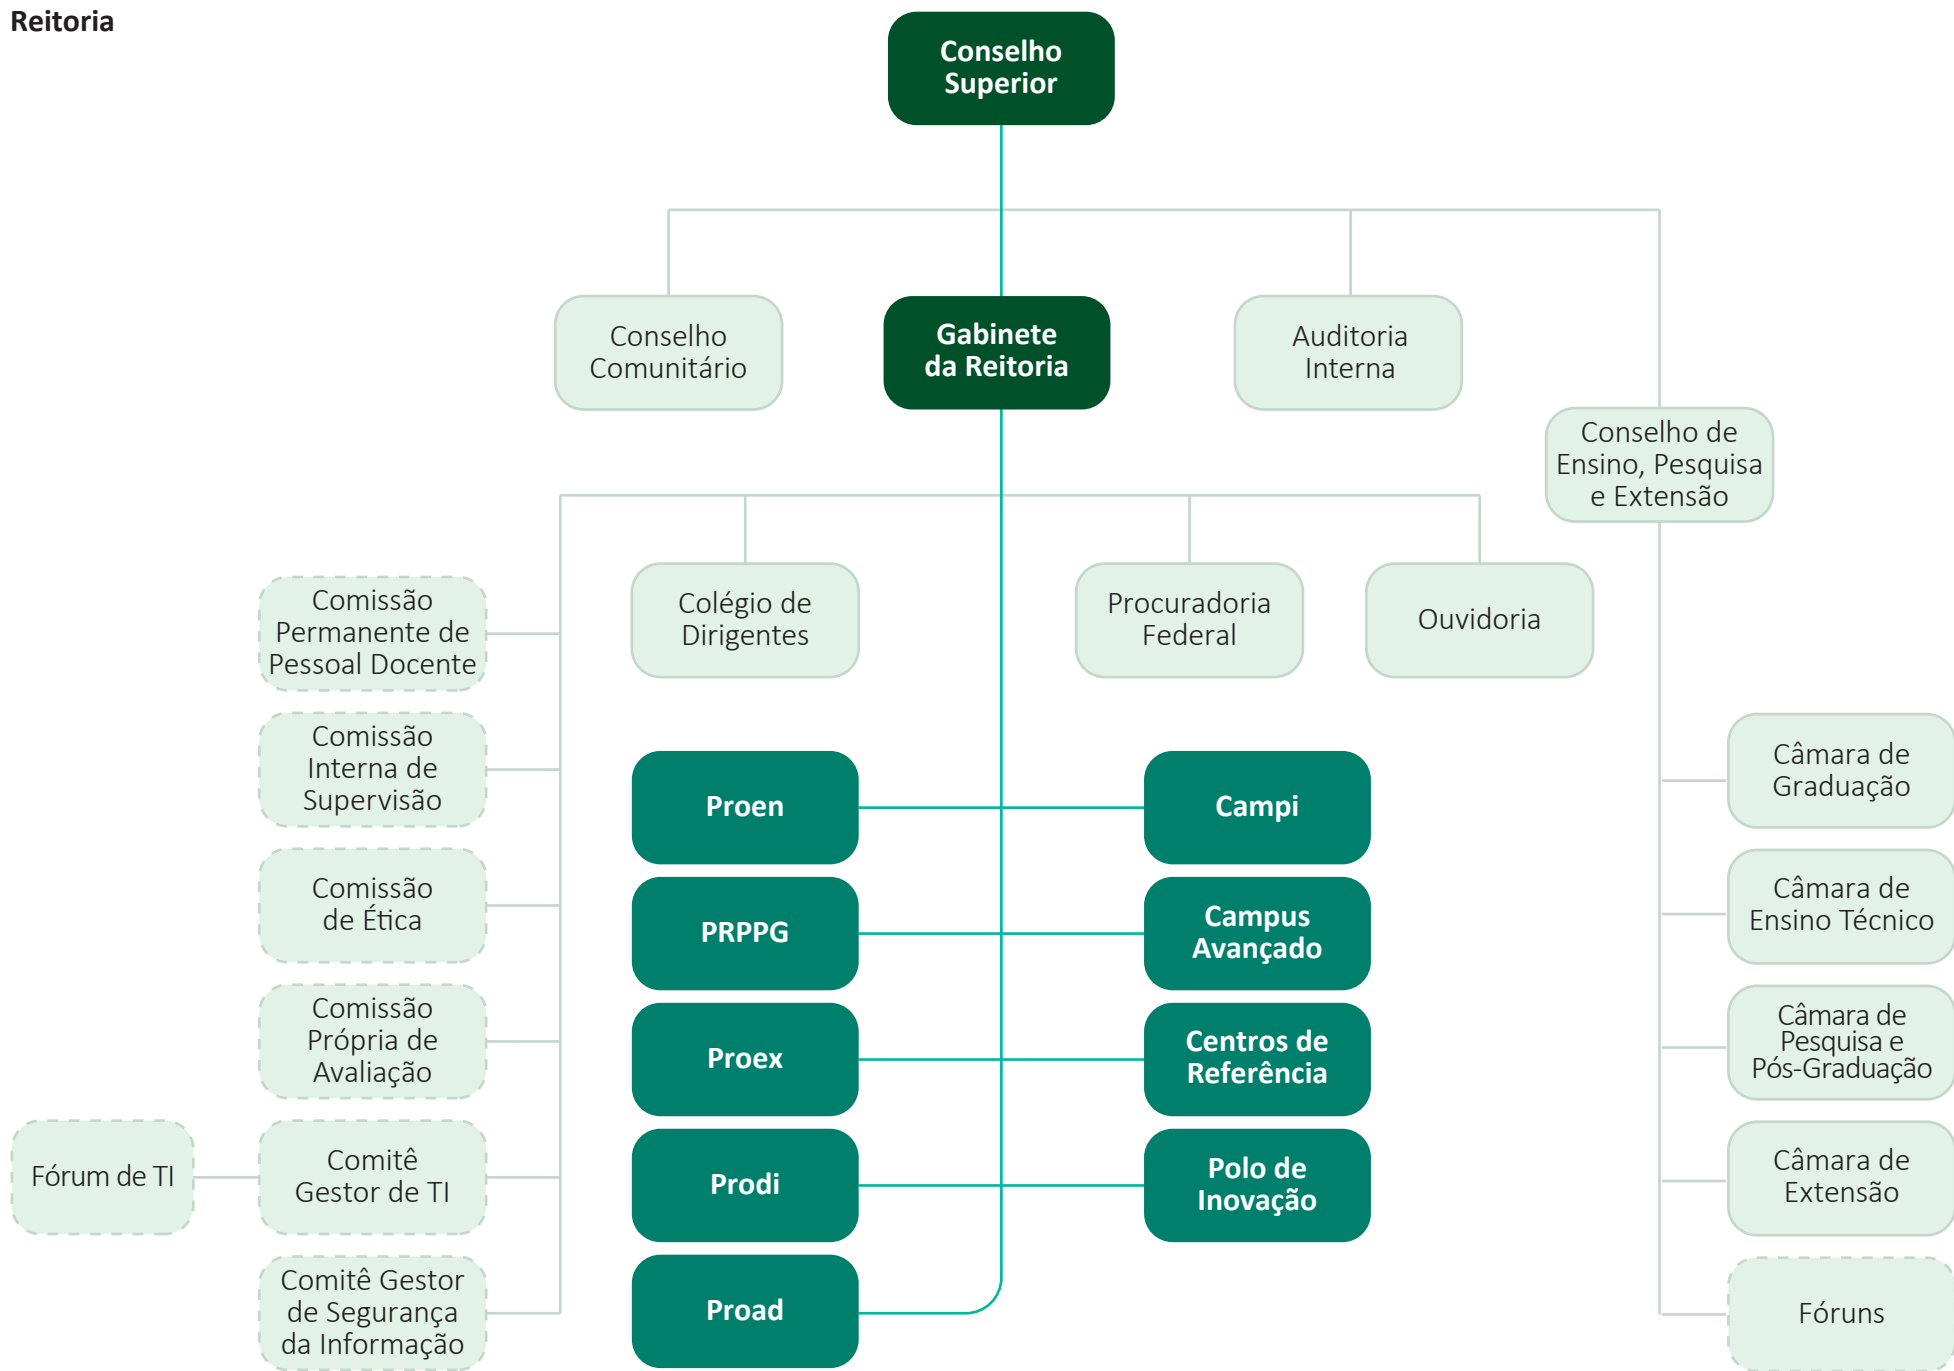 Reitoria
Conselho
Superior
Conselho
Comunitário
Gabinete
da Reitoria
Auditoria
Interna
Conselho de
Ensino, Pesquisa
e Extensão
Comissão
Permanente de
Pessoal Docente
Colégio de
Dirigentes
Procuradoria
Federal
Ouvidoria
Comissão
Interna de
Supervisão
Comissão
de Ética
Comissão
Própria de
Avaliação
Fórum de TI
Comitê
Gestor de TI
Comitê Gestor
de Segurança
da Informação
Proen
PRPPG
Proex
Prodi
Proad
Campi
Campus
Avançado
Centros de
Referência
Polo de
Inovação
Câmara de
Graduação
Câmara de
Ensino Técnico
Câmara de
Pesquisa e
Pós-Graduação
Câmara de
Extensão
Fóruns